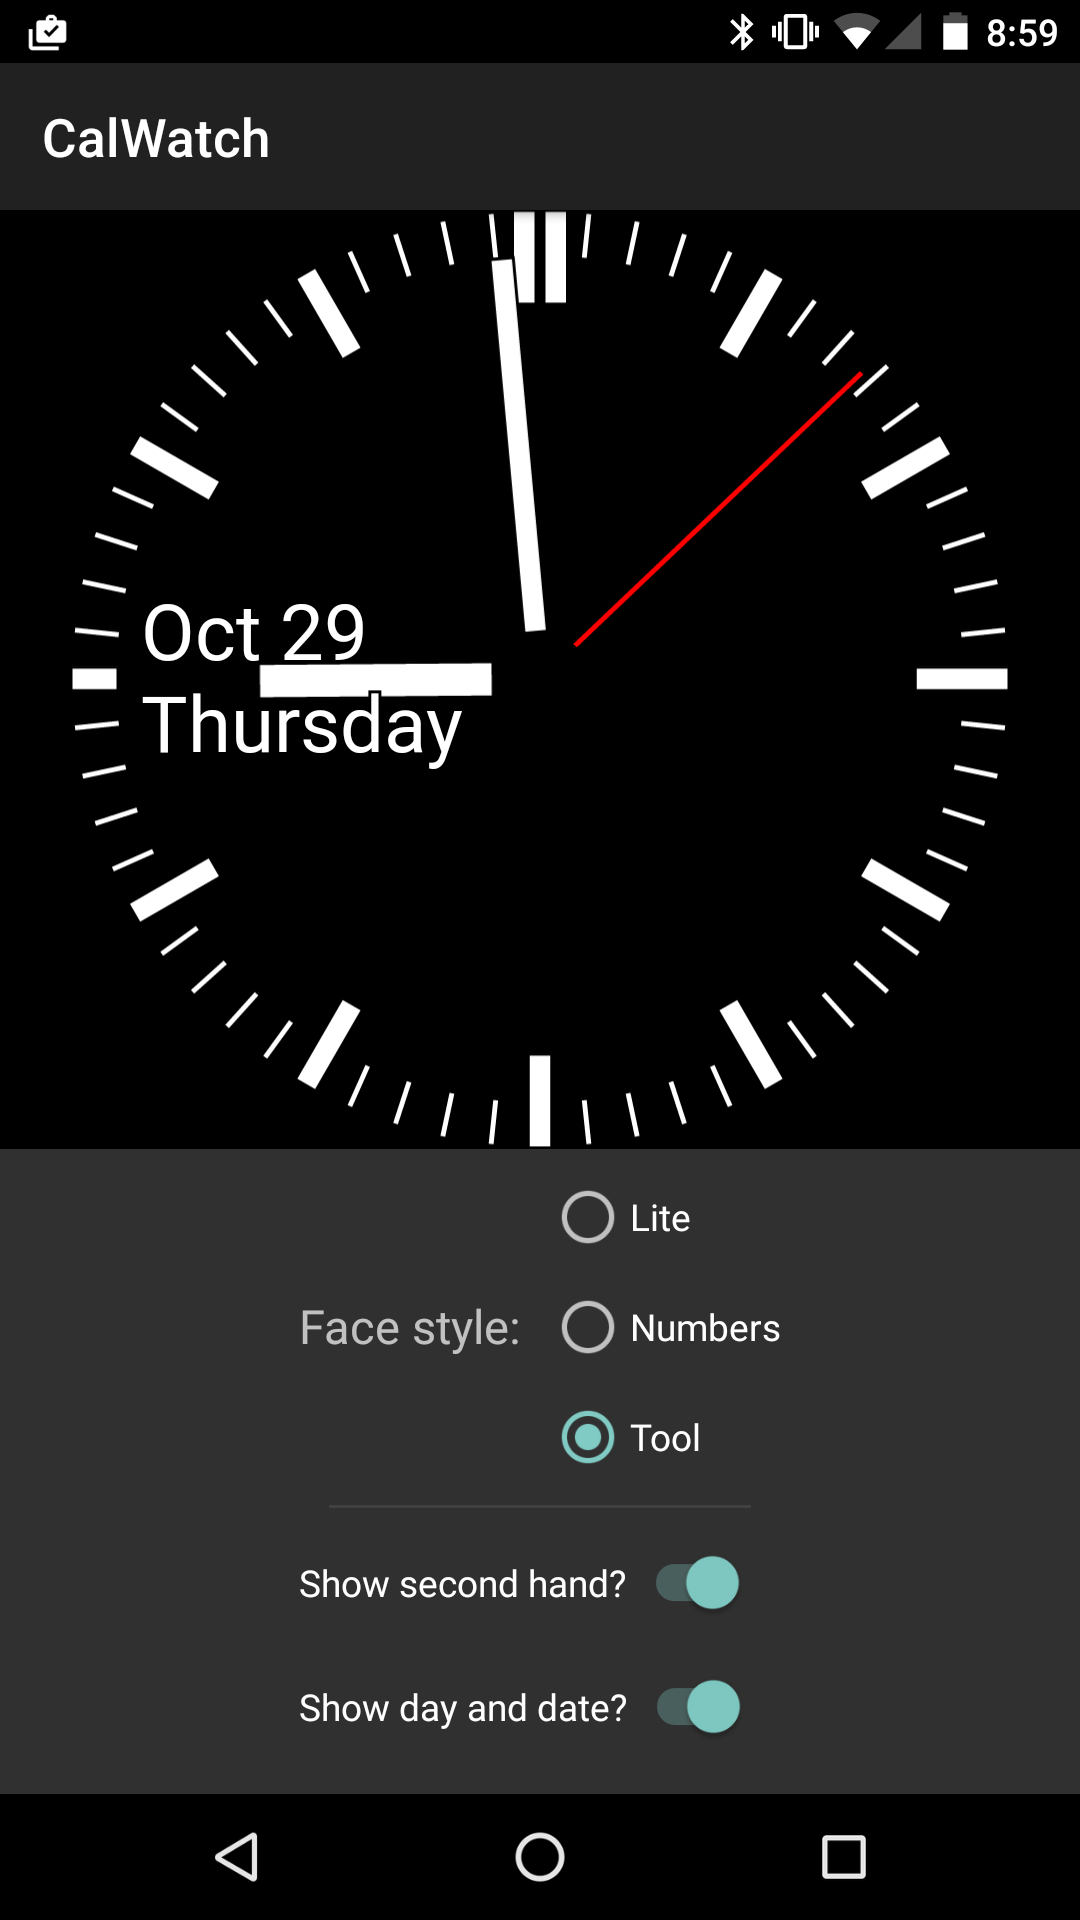 8:59
CalWatch
Oct 29
Thursday
Lite
Face style:
Numbers
Tool
Show second hand?
Show day and date?